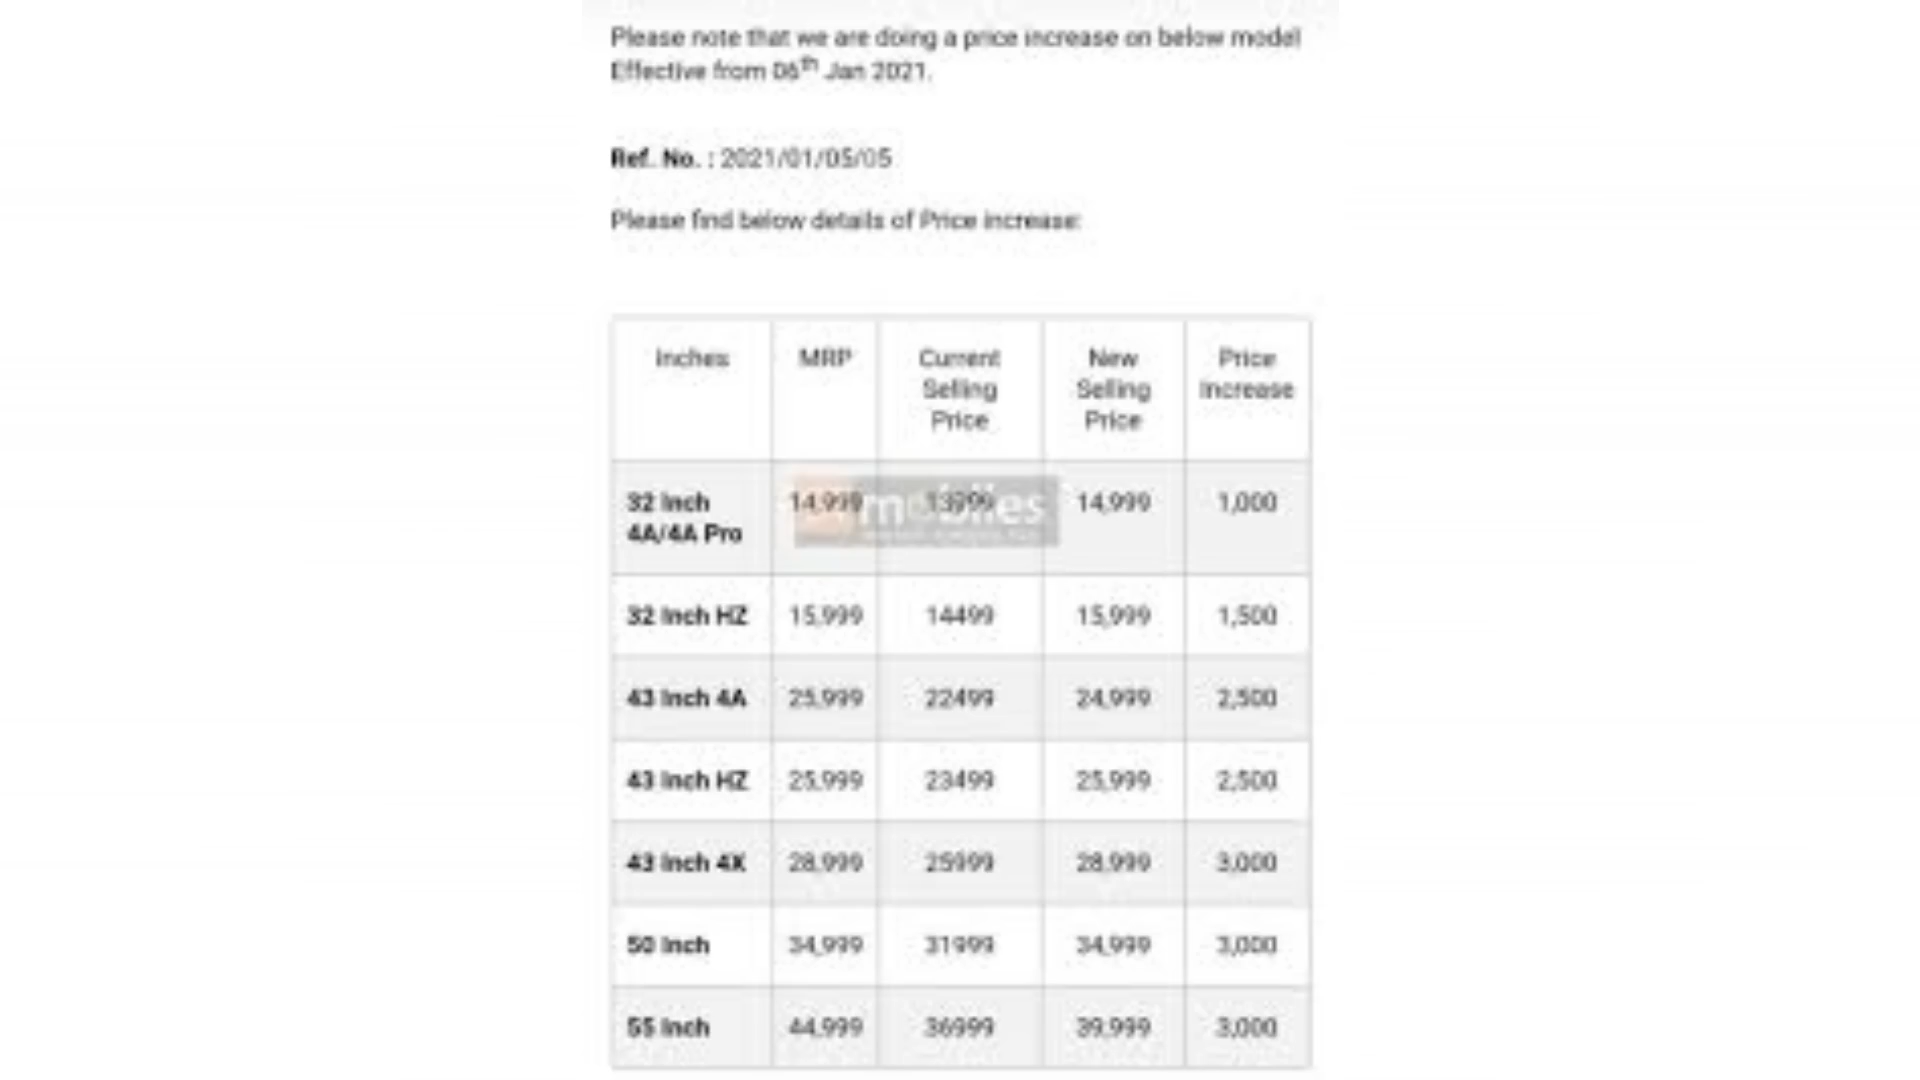 Please note that we are doing a price increase on below model
Effective from 06th Jan 2021.
Ref. No. : 2021/01/05/05
Please find below details of Price increase:
Inches MRP Current Selling Price New Selling Price Price Increase
32 Inch 4A/4A Pro 14,999 13999 14,999 1,000
mobiles
32 Inch HZ 15,999 14499 15,999 1,500
43 Inch 4A 25,999 22499 24,999 2,500
43 Inch HZ 25,999 23499 25,999 2,500
43 Inch 4X 28,999 25999 28,999 3,000
50 Inch 34,999 31999 34,999 3,000
55 Inch 44,999 36999 39,999 3,000